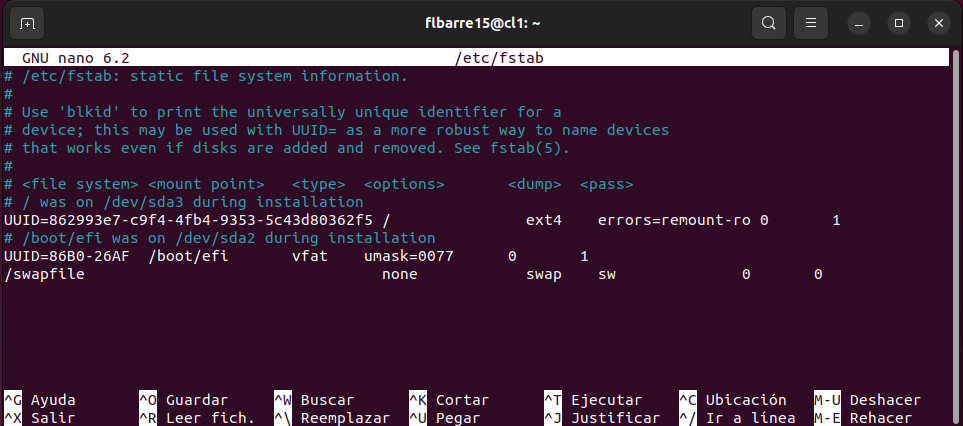 flbarre15@cl1: ~
GNU nano 6.2 /etc/fstab
# /etc/fstab: static file system information.
#
# Use 'blkid' to print the universally unique identifier for a
# device; this may be used with UUID= as a more robust way to name devices
# that works even if disks are added and removed. See fstab(5).
#
# <file system> <mount point>   <type>  <options>       <dump>  <pass>
# / was on /dev/sda3 during installation
UUID=862993e7-c9f4-4fb4-9353-5c43d80362f5 /               ext4    errors=remount-ro 0       1
# /boot/efi was on /dev/sda2 during installation
UUID=86B0-26AF  /boot/efi       vfat    umask=0077      0       1
/swapfile                                 none            swap    sw              0       0
^G Ayuda ^O Guardar ^W Buscar ^K Cortar ^T Ejecutar ^C Ubicación M-U Deshacer
^X Salir ^R Leer fich. ^\ Reemplazar ^U Pegar ^J Justificar ^/ Ir a línea M-E Rehacer